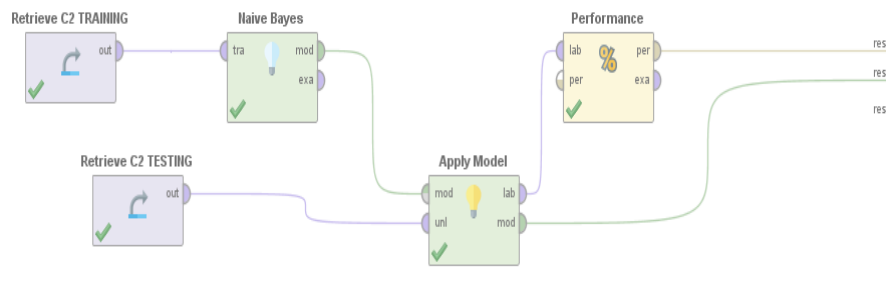 Retrieve C2 TRAINING
out
Naive Bayes
tra
mod
exa
Performance
lab
%
per
per
exa
res
res
res
Retrieve C2 TESTING
out
Apply Model
mod
lab
unl
mod